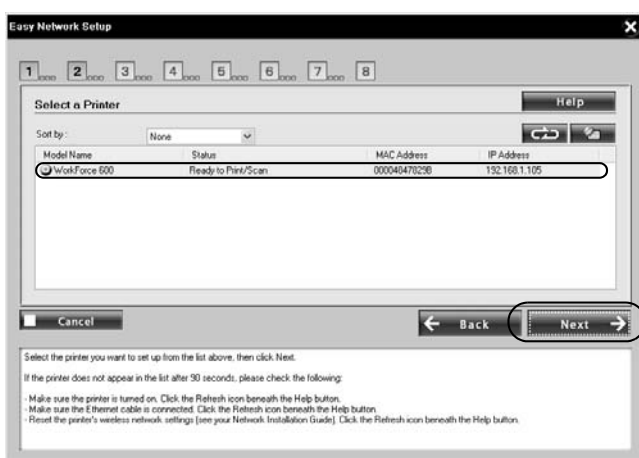 Easy Network Setup
1 2 3 4 5 6 7 8
Select a Printer Help
Sort by : None
Model Name Status MAC Address IP Address
WorkForce 600 Ready to Print/Scan 00004047829B 192.168.1.105
Cancel Back Next
Select the printer you want to set up from the list above, then click Next.
If the printer does not appear in the list after 90 seconds, please check the following:
- Make sure the printer is turned on. Click the Refresh icon beneath the Help button.
- Make sure the Ethernet cable is connected. Click the Refresh icon beneath the Help button.
- Reset the printer's wireless network settings (see your Network Installation Guide). Click the Refresh icon beneath the Help button.